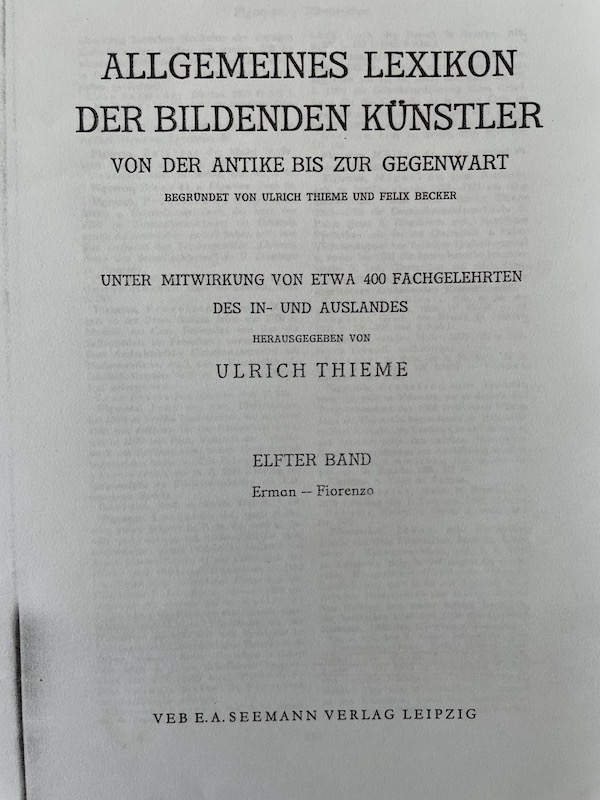 ALLGEMEINES LEXIKON
DER BILDENDEN KÜNSTLER
VON DER ANTIKE BIS ZUR GEGENWART
BEGRÜNDET VON ULRICH THIEME UND FELIX BECKER
UNTER MITWIRKUNG VON ETWA 400 FACHGELEHRTEN
DES IN- UND AUSLANDES
HERAUSGEGEBEN VON
ULRICH THIEME
ELFTER BAND
Erman — Fiorenzo
VEB E. A. SEEMANN VERLAG LEIPZIG